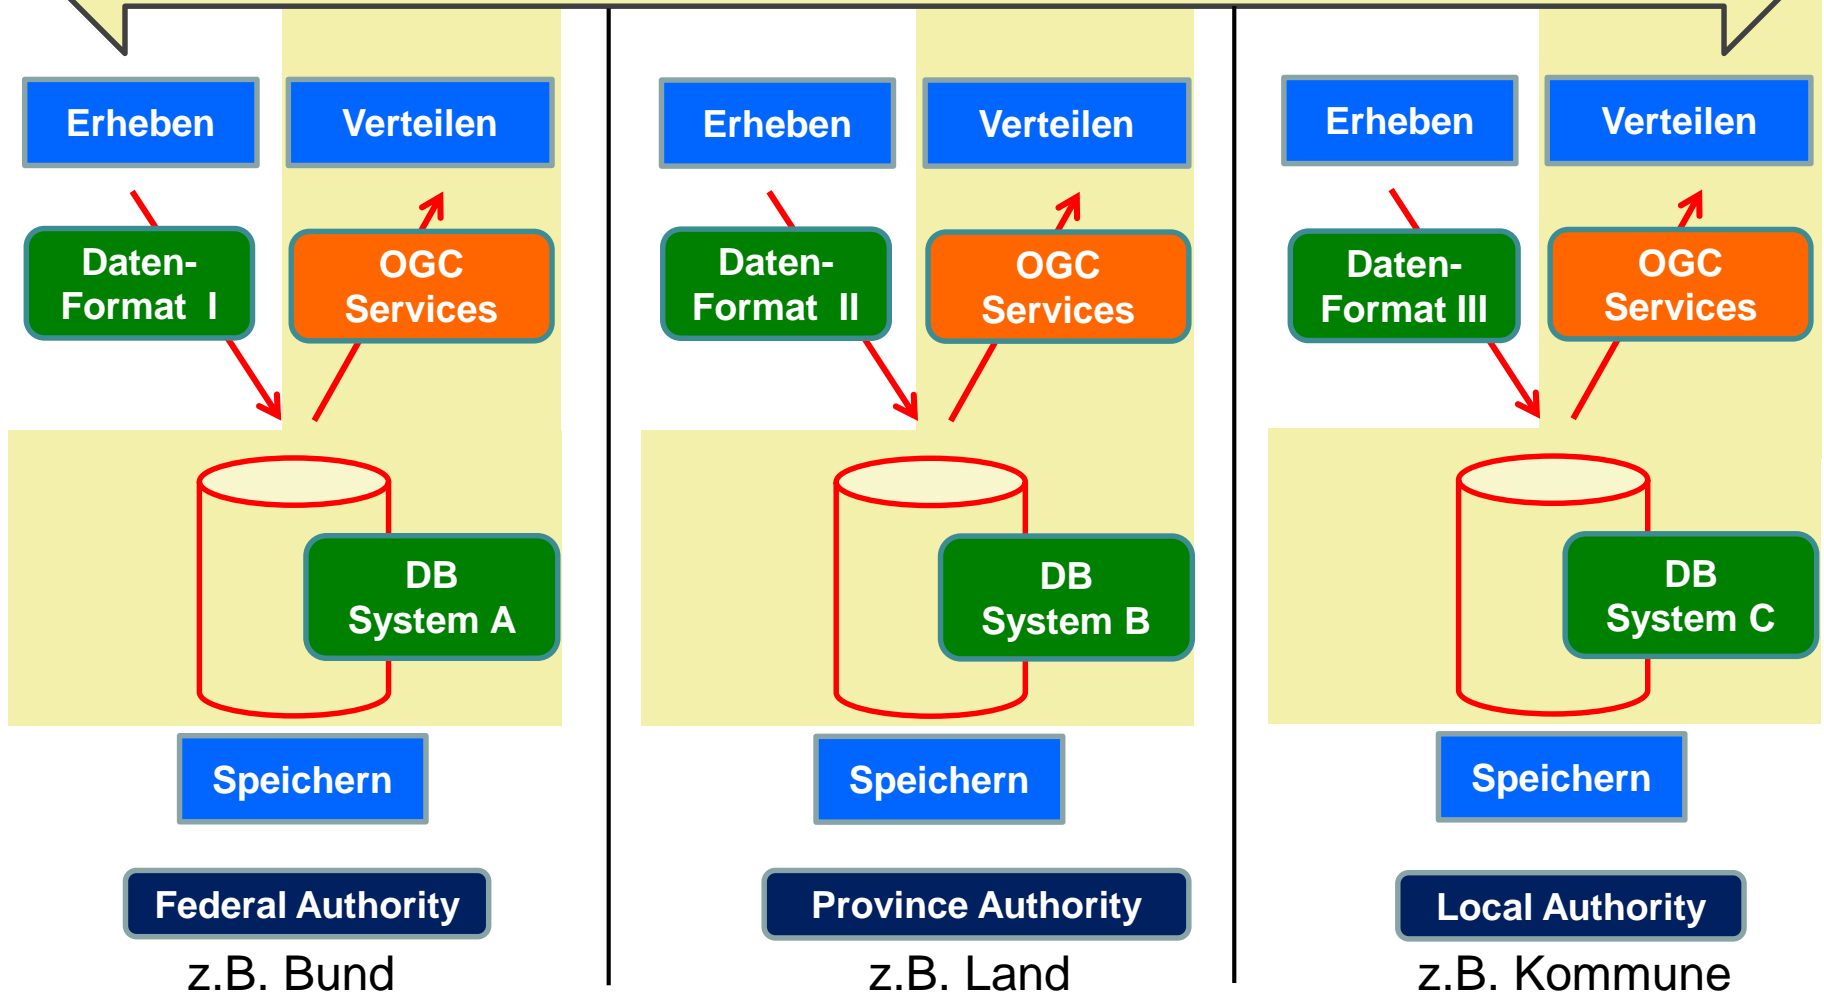 Erheben
Verteilen
Daten-
Format I
OGC
Services
DB
System A
Speichern
Federal Authority
z.B. Bund
Erheben
Verteilen
Daten-
Format II
OGC
Services
DB
System B
Speichern
Province Authority
z.B. Land
Erheben
Verteilen
Daten-
Format III
OGC
Services
DB
System C
Speichern
Local Authority
z.B. Kommune